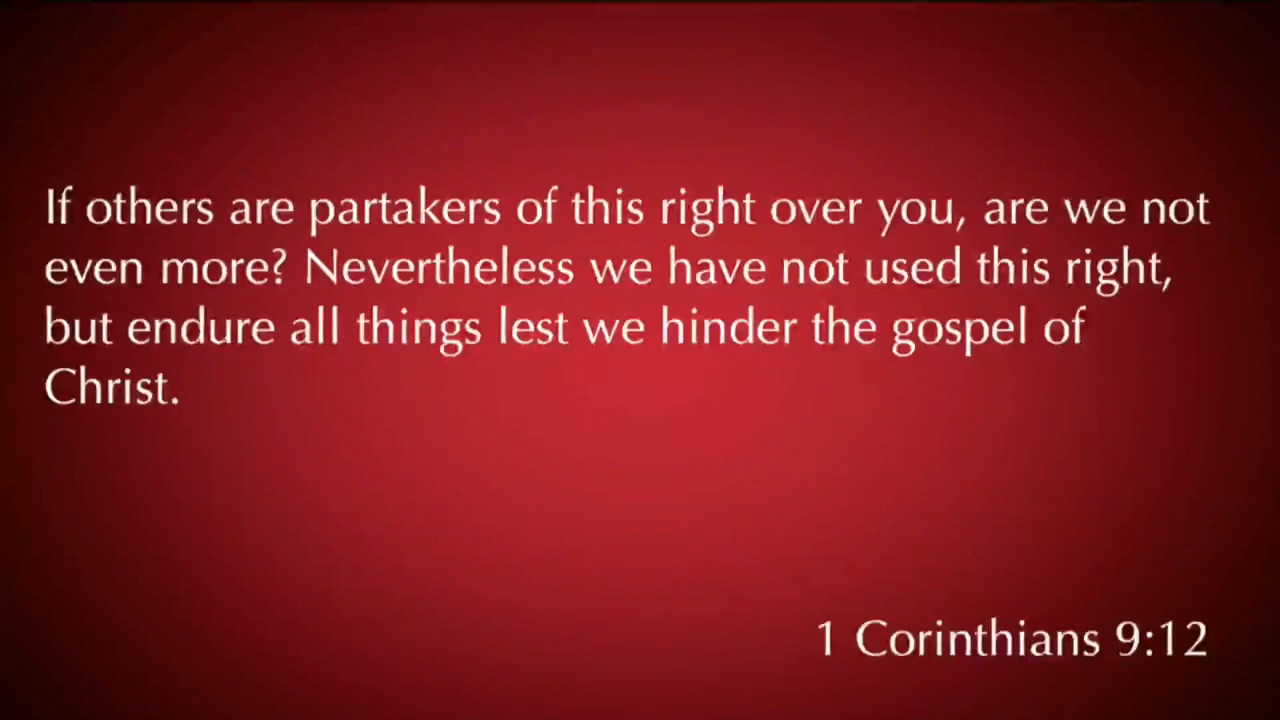 If others are partakers of this right over you, are we not
even more? Nevertheless we have not used this right,
but endure all things lest we hinder the gospel of
Christ.
1 Corinthians 9:12